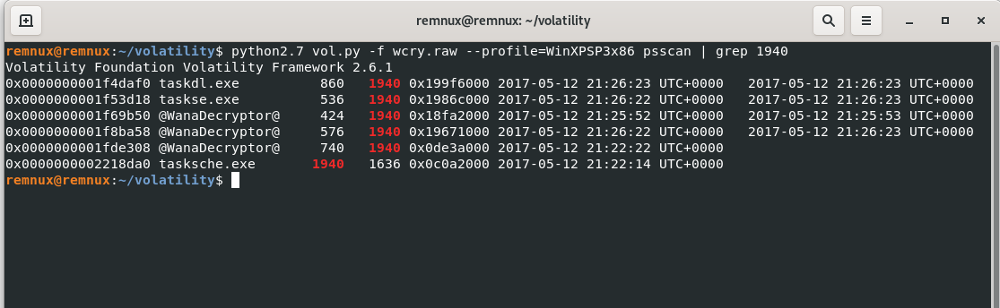 remnux@remnux: ~/volatility
remnux@remnux:~/volatility$ python2.7 vol.py -f wcry.raw --profile=WinXPSP3x86 psscan | grep 1940
Volatility Foundation Volatility Framework 2.6.1
0x0000000001f4daf0 taskdl.exe          860   1940 0x199f6000 2017-05-12 21:26:23 UTC+0000   2017-05-12 21:26:23 UTC+0000
0x0000000001f53d18 taskse.exe          536   1940 0x1986c000 2017-05-12 21:26:22 UTC+0000   2017-05-12 21:26:23 UTC+0000
0x0000000001f69b50 @WanaDecryptor@     424   1940 0x18fa2000 2017-05-12 21:25:52 UTC+0000   2017-05-12 21:25:53 UTC+0000
0x0000000001f8ba58 @WanaDecryptor@     576   1940 0x19671000 2017-05-12 21:26:22 UTC+0000   2017-05-12 21:26:23 UTC+0000
0x0000000001fde308 @WanaDecryptor@     740   1940 0x0de3a000 2017-05-12 21:22:22 UTC+0000
0x0000000002218da0 tasksche.exe       1940   1636 0x0c0a2000 2017-05-12 21:22:14 UTC+0000
remnux@remnux:~/volatility$